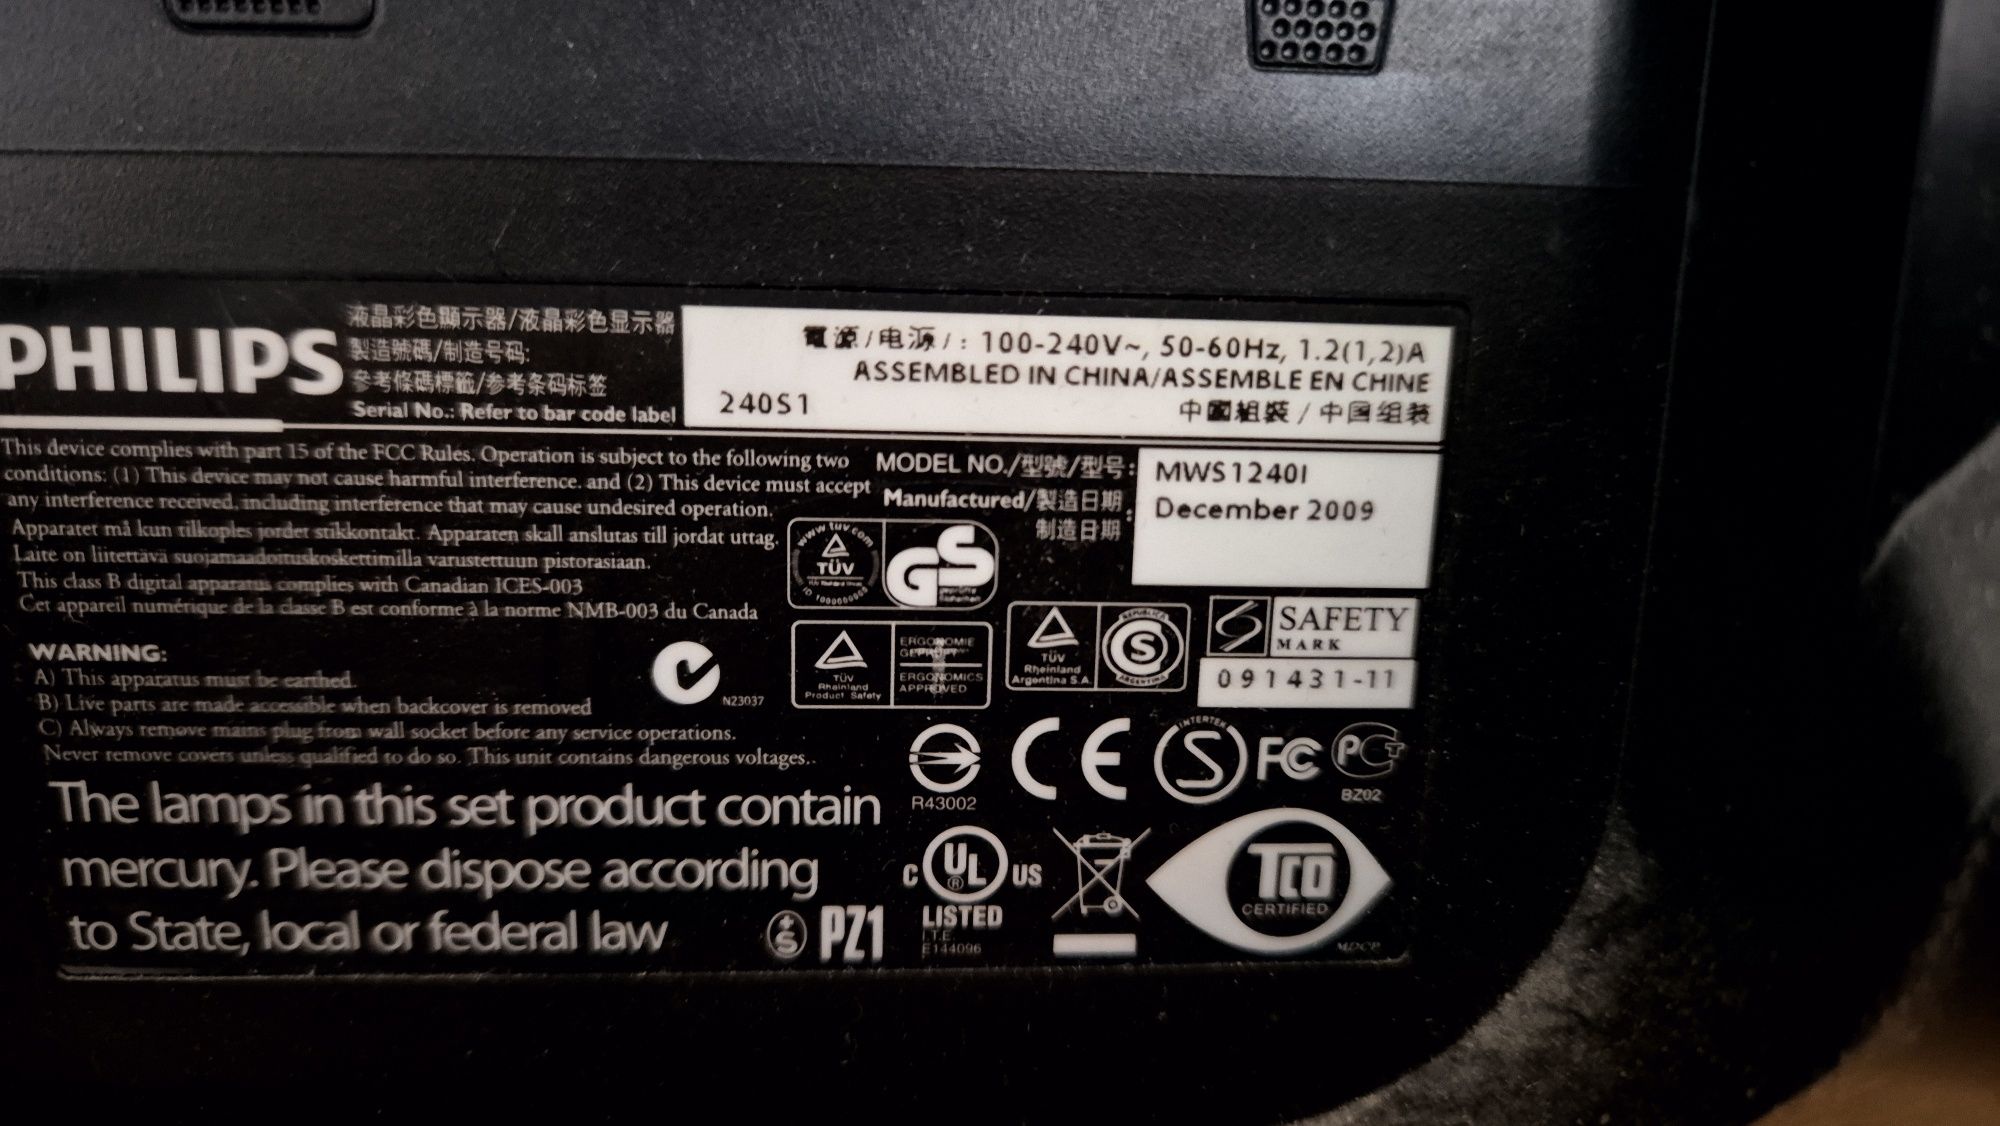 PHILIPS
液晶彩色顯示器/液晶彩色显示器
製造號碼/制造号码:
參考條碼標籤/参考条码标签
Serial No.: Refer to bar code label
電源/电源/: 100-240V~, 50-60Hz, 1.2(1,2)A
ASSEMBLED IN CHINA/ASSEMBLE EN CHINE
240S1
中國組裝/中国组装
This device complies with part 15 of the FCC Rules. Operation is subject to the following two
conditions: (1) This device may not cause harmful interference. and (2) This device must accept
any interference received, including interference that may cause undesired operation.
Apparatet må kun tilkoples jordet stikkontakt. Apparaten skall anslutas till jordat uttag.
Laite on liitettävä suojamaadoituskoskettimilla varustettuun pistorasiaan.
This class B digital apparatus complies with Canadian ICES-003
Cet appareil numérique de la classe B est conforme à la norme NMB-003 du Canada
MODEL NO./型號/型号: MWS1240I
Manufactured/製造日期
制造日期
: December 2009
WARNING:
A) This apparatus must be earthed.
B) Live parts are made accessible when backcover is removed
C) Always remove mains plug from wall socket before any service operations.
Never remove covers unless qualified to do so. This unit contains dangerous voltages..
The lamps in this set product contain
mercury. Please dispose according
to State, local or federal law
N23037
www.tuv.com
TÜV
GS
TÜV
Rheinland
Product Safety
ERGONOMIE
GEPRÜFT
ERGONOMICS
APPROVED
TÜV
Rheinland
Argentina S.A.
S
ARGENTINA
SAFETY
MARK
091431-11
R43002
CE
INTERTEK
S
FC
PCT
BZ02
S
PZ1
C UL US
®
LISTED
I.T.E.
E144096
TCO
CERTIFIED